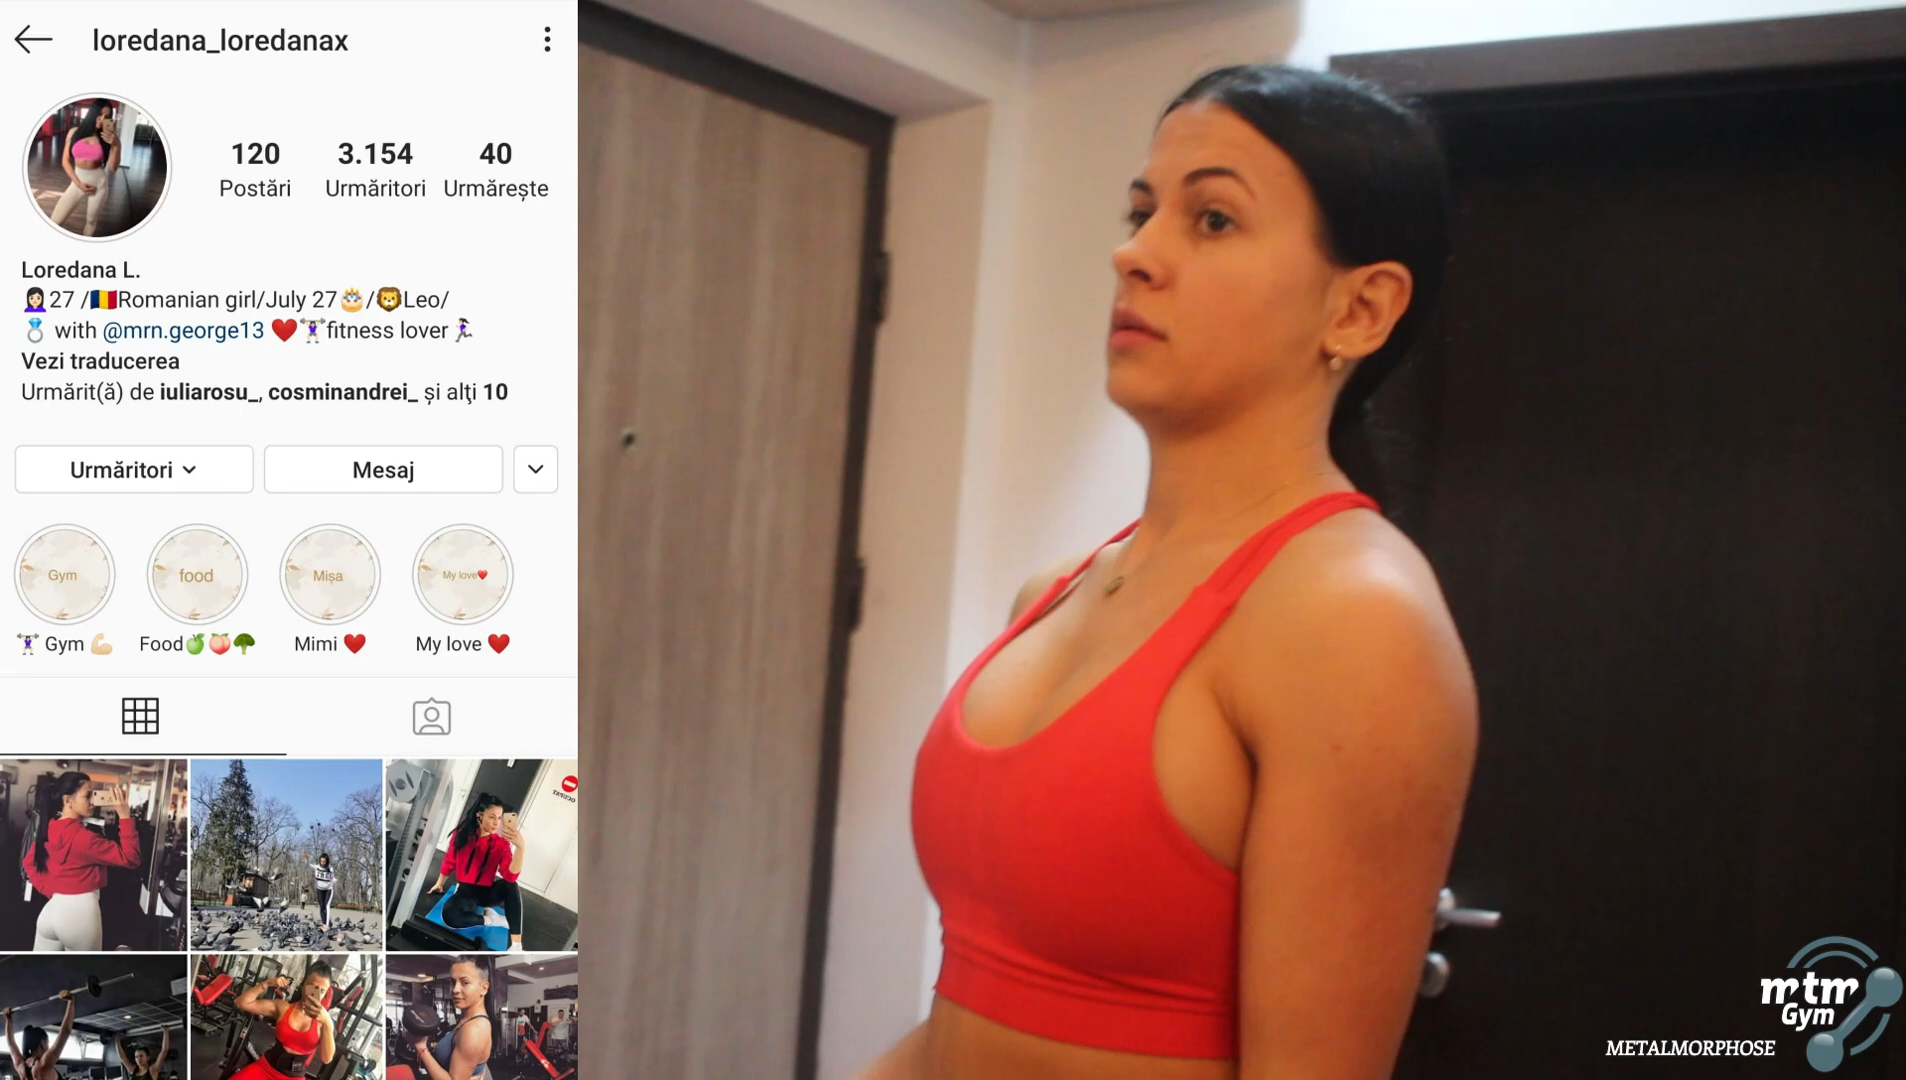 loredana_loredanax
120 3.154 40
Postări Urmăritori Urmărește
Loredana L.
👩🏻27 /🇷🇴Romanian girl/July 27🎂/🦁Leo/
💍 with @mrn.george13 ❤️🏋🏻‍♀️fitness lover🏃🏻‍♀️
Vezi traducerea
Urmărit(ă) de iuliarosu_, cosminandrei_ și alţi 10
Urmăritori Mesaj
Gym food Mișa My love❤️
🏋🏻‍♀️ Gym 💪🏻 Food🍏🍑🥦 Mimi ❤️ My love ❤️
mtm
Gym
METALMORPHOSE